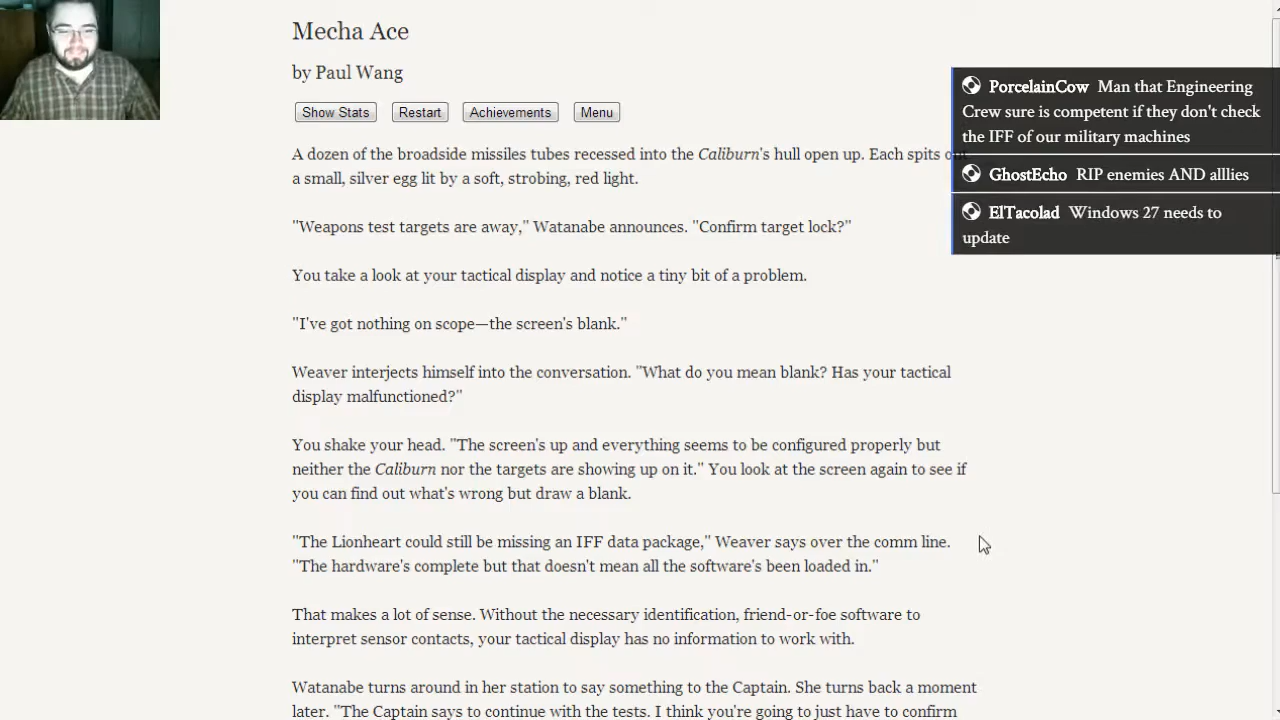 Mecha Ace
by Paul Wang
Show Stats Restart Achievements Menu
A dozen of the broadside missiles tubes recessed into the Caliburn's hull open up. Each spits out
a small, silver egg lit by a soft, strobing, red light.
"Weapons test targets are away," Watanabe announces. "Confirm target lock?"
You take a look at your tactical display and notice a tiny bit of a problem.
"I've got nothing on scope—the screen's blank."
Weaver interjects himself into the conversation. "What do you mean blank? Has your tactical
display malfunctioned?"
You shake your head. "The screen's up and everything seems to be configured properly but
neither the Caliburn nor the targets are showing up on it." You look at the screen again to see if
you can find out what's wrong but draw a blank.
"The Lionheart could still be missing an IFF data package," Weaver says over the comm line.
"The hardware's complete but that doesn't mean all the software's been loaded in."
That makes a lot of sense. Without the necessary identification, friend-or-foe software to
interpret sensor contacts, your tactical display has no information to work with.
Watanabe turns around in her station to say something to the Captain. She turns back a moment
later. "The Captain says to continue with the tests. I think you're going to just have to confirm
PorcelainCow Man that Engineering
Crew sure is competent if they don't check
the IFF of our military machines
GhostEcho RIP enemies AND alllies
ElTacolad Windows 27 needs to
update